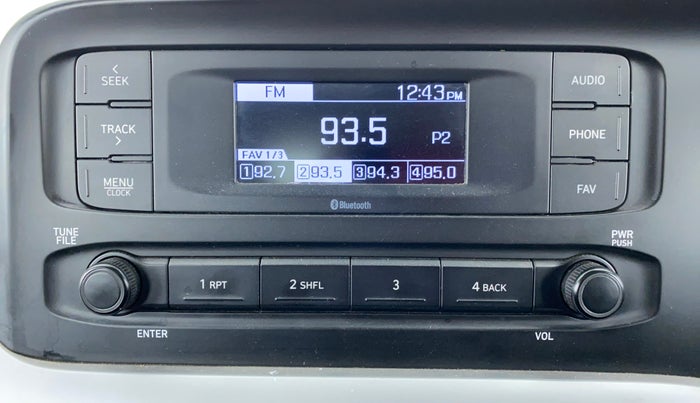 <
SEEK
TRACK
>
MENU
CLOCK
FM 12:43 PM
93.5 P2
FAV 1/3
1 92.7 2 93.5 3 94.3 4 95.0
Bluetooth
AUDIO
PHONE
FAV
TUNE
FILE
PWR
PUSH
1 RPT 2 SHFL 3 4 BACK
ENTER VOL